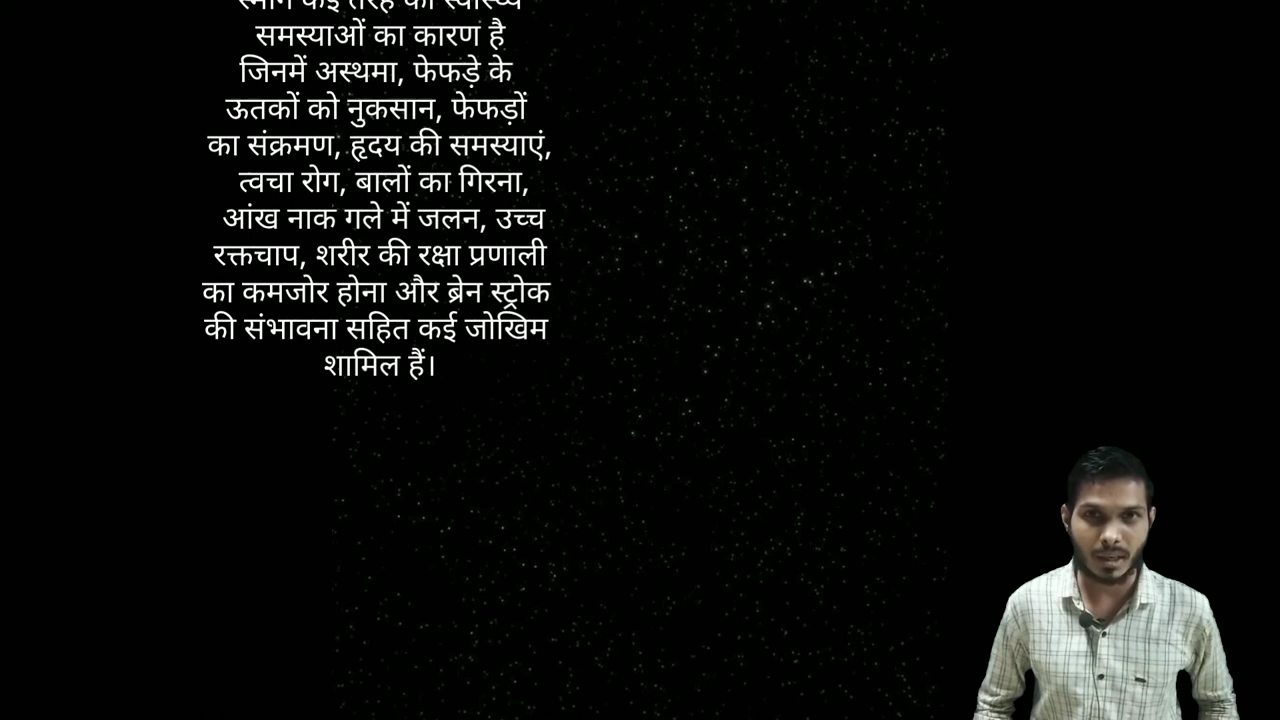 समस्याओं का कारण है
जिनमें अस्थमा, फेफड़े के
ऊतकों को नुकसान, फेफड़ों
का संक्रमण, हृदय की समस्याएं,
त्वचा रोग, बालों का गिरना,
आंख नाक गले में जलन, उच्च
रक्तचाप, शरीर की रक्षा प्रणाली
का कमजोर होना और ब्रेन स्ट्रोक
की संभावना सहित कई जोखिम
शामिल हैं।